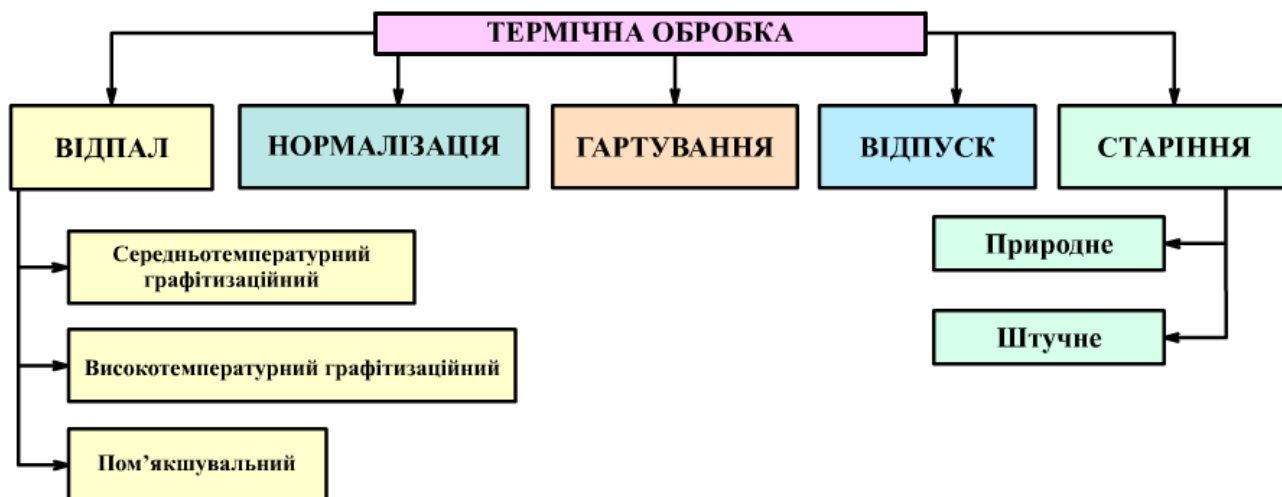 ТЕРМІЧНА ОБРОБКА
ВІДПАЛ
НОРМАЛІЗАЦІЯ
ГАРТУВАННЯ
ВІДПУСК
СТАРІННЯ
Середньотемпературний
графітизаційний
Високотемпературний графітизаційний
Пом’якшувальний
Природне
Штучне